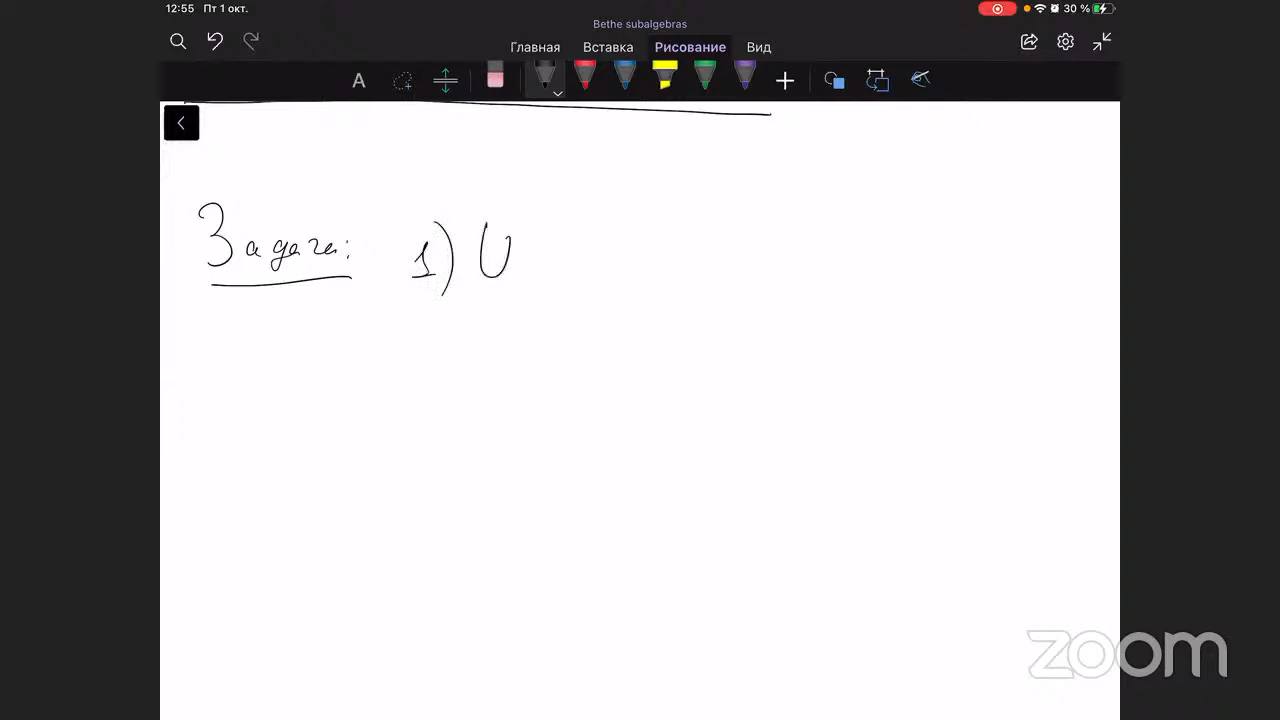 12:55 Пт 1 окт. 30 %
Bethe subalgebras
Главная Вставка Рисование Вид
A
Задачи: 1) U
zoom